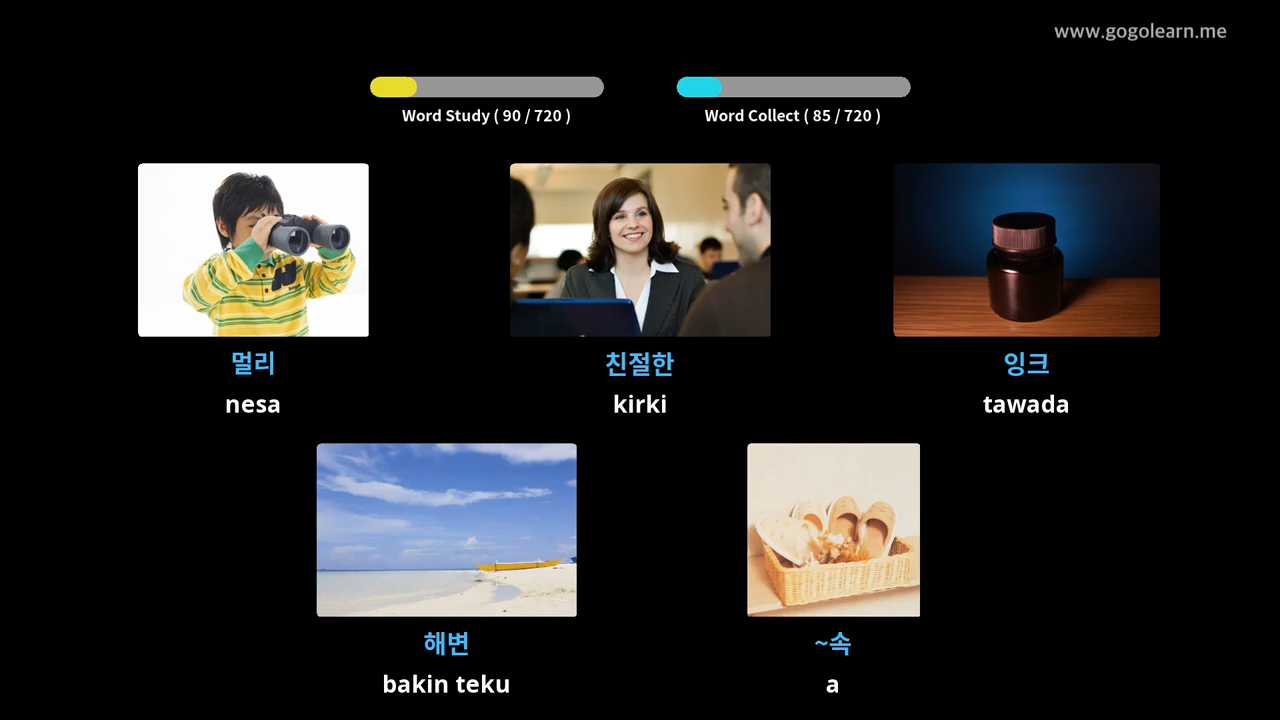 www.gogolearn.me
Word Study ( 90 / 720 )
Word Collect ( 85 / 720 )
멀리
nesa
친절한
kirki
잉크
tawada
해변
bakin teku
~속
a